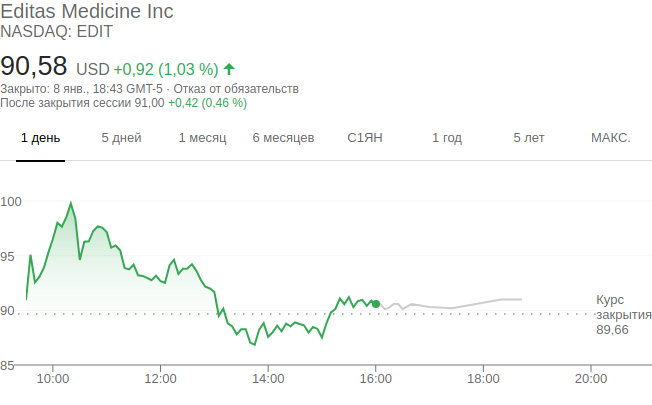 Editas Medicine Inc
NASDAQ: EDIT
90,58 USD +0,92 (1,03 %)
Закрыто: 8 янв., 18:43 GMT-5 · Отказ от обязательств
После закрытия сессии 91,00 +0,42 (0,46 %)
1 день 5 дней 1 месяц 6 месяцев С1ЯН 1 год 5 лет МАКС.
100
95
90
85
Курс
закрытия
89,66
10:00 12:00 14:00 16:00 18:00 20:00